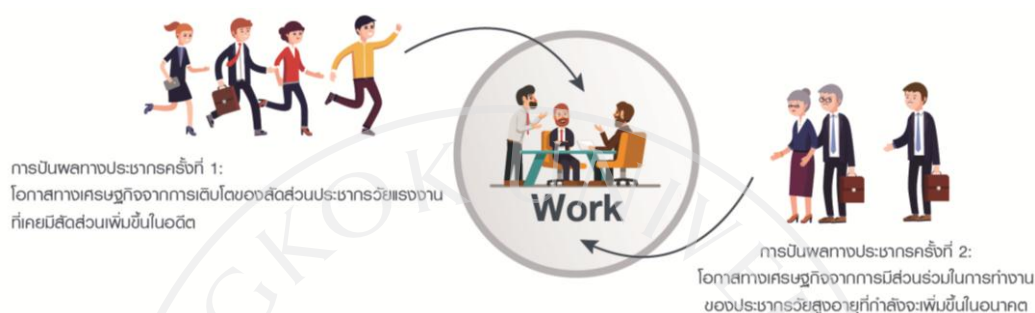 การปันผลทางประชากรครั้งที่ 1:
โอกาสทางเศรษฐกิจจากการเติบโตของสัดส่วนประชากรวัยแรงงาน
ที่เคยมีสัดส่วนเพิ่มขึ้นในอดีต
Work
การปันผลทางประชากรครั้งที่ 2:
โอกาสทางเศรษฐกิจจากการมีส่วนร่วมในการทำงาน
ของประชากรวัยสูงอายุที่กำลังจะเพิ่มขึ้นในอนาคต